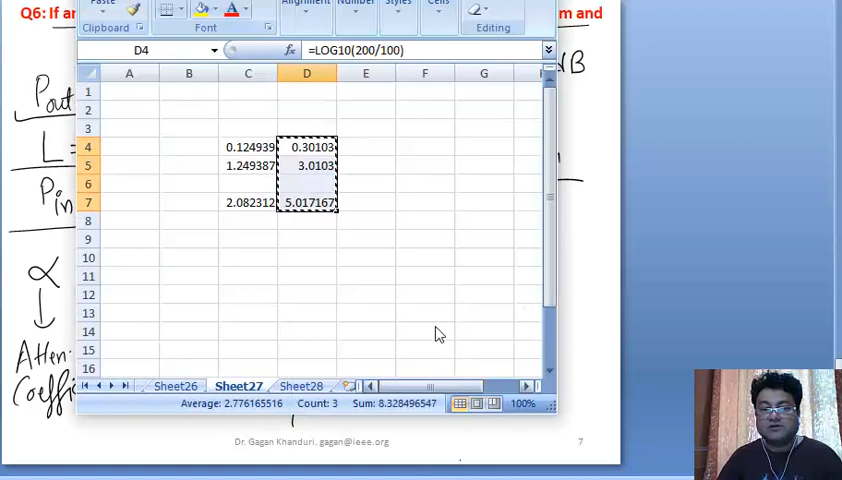 Q6: If a
m and
Paste
Clipboard
Font
Alignment
Number
Styles
Cells
Editing
D4
fx
=LOG10(200/100)
dB
A B C D E F G
1
2
3
4 0.124939 0.30103
5 1.249387 3.0103
6
7 2.082312 5.017167
8
9
10
11
12
13
14
15
16
Pout
L =
Pin
α
↓
Atten
Coeffi
Sheet26 Sheet27 Sheet28
Average: 2.776165516 Count: 3 Sum: 8.328496547 100%
Dr. Gagan Khanduri. gagan@ieee.org 7